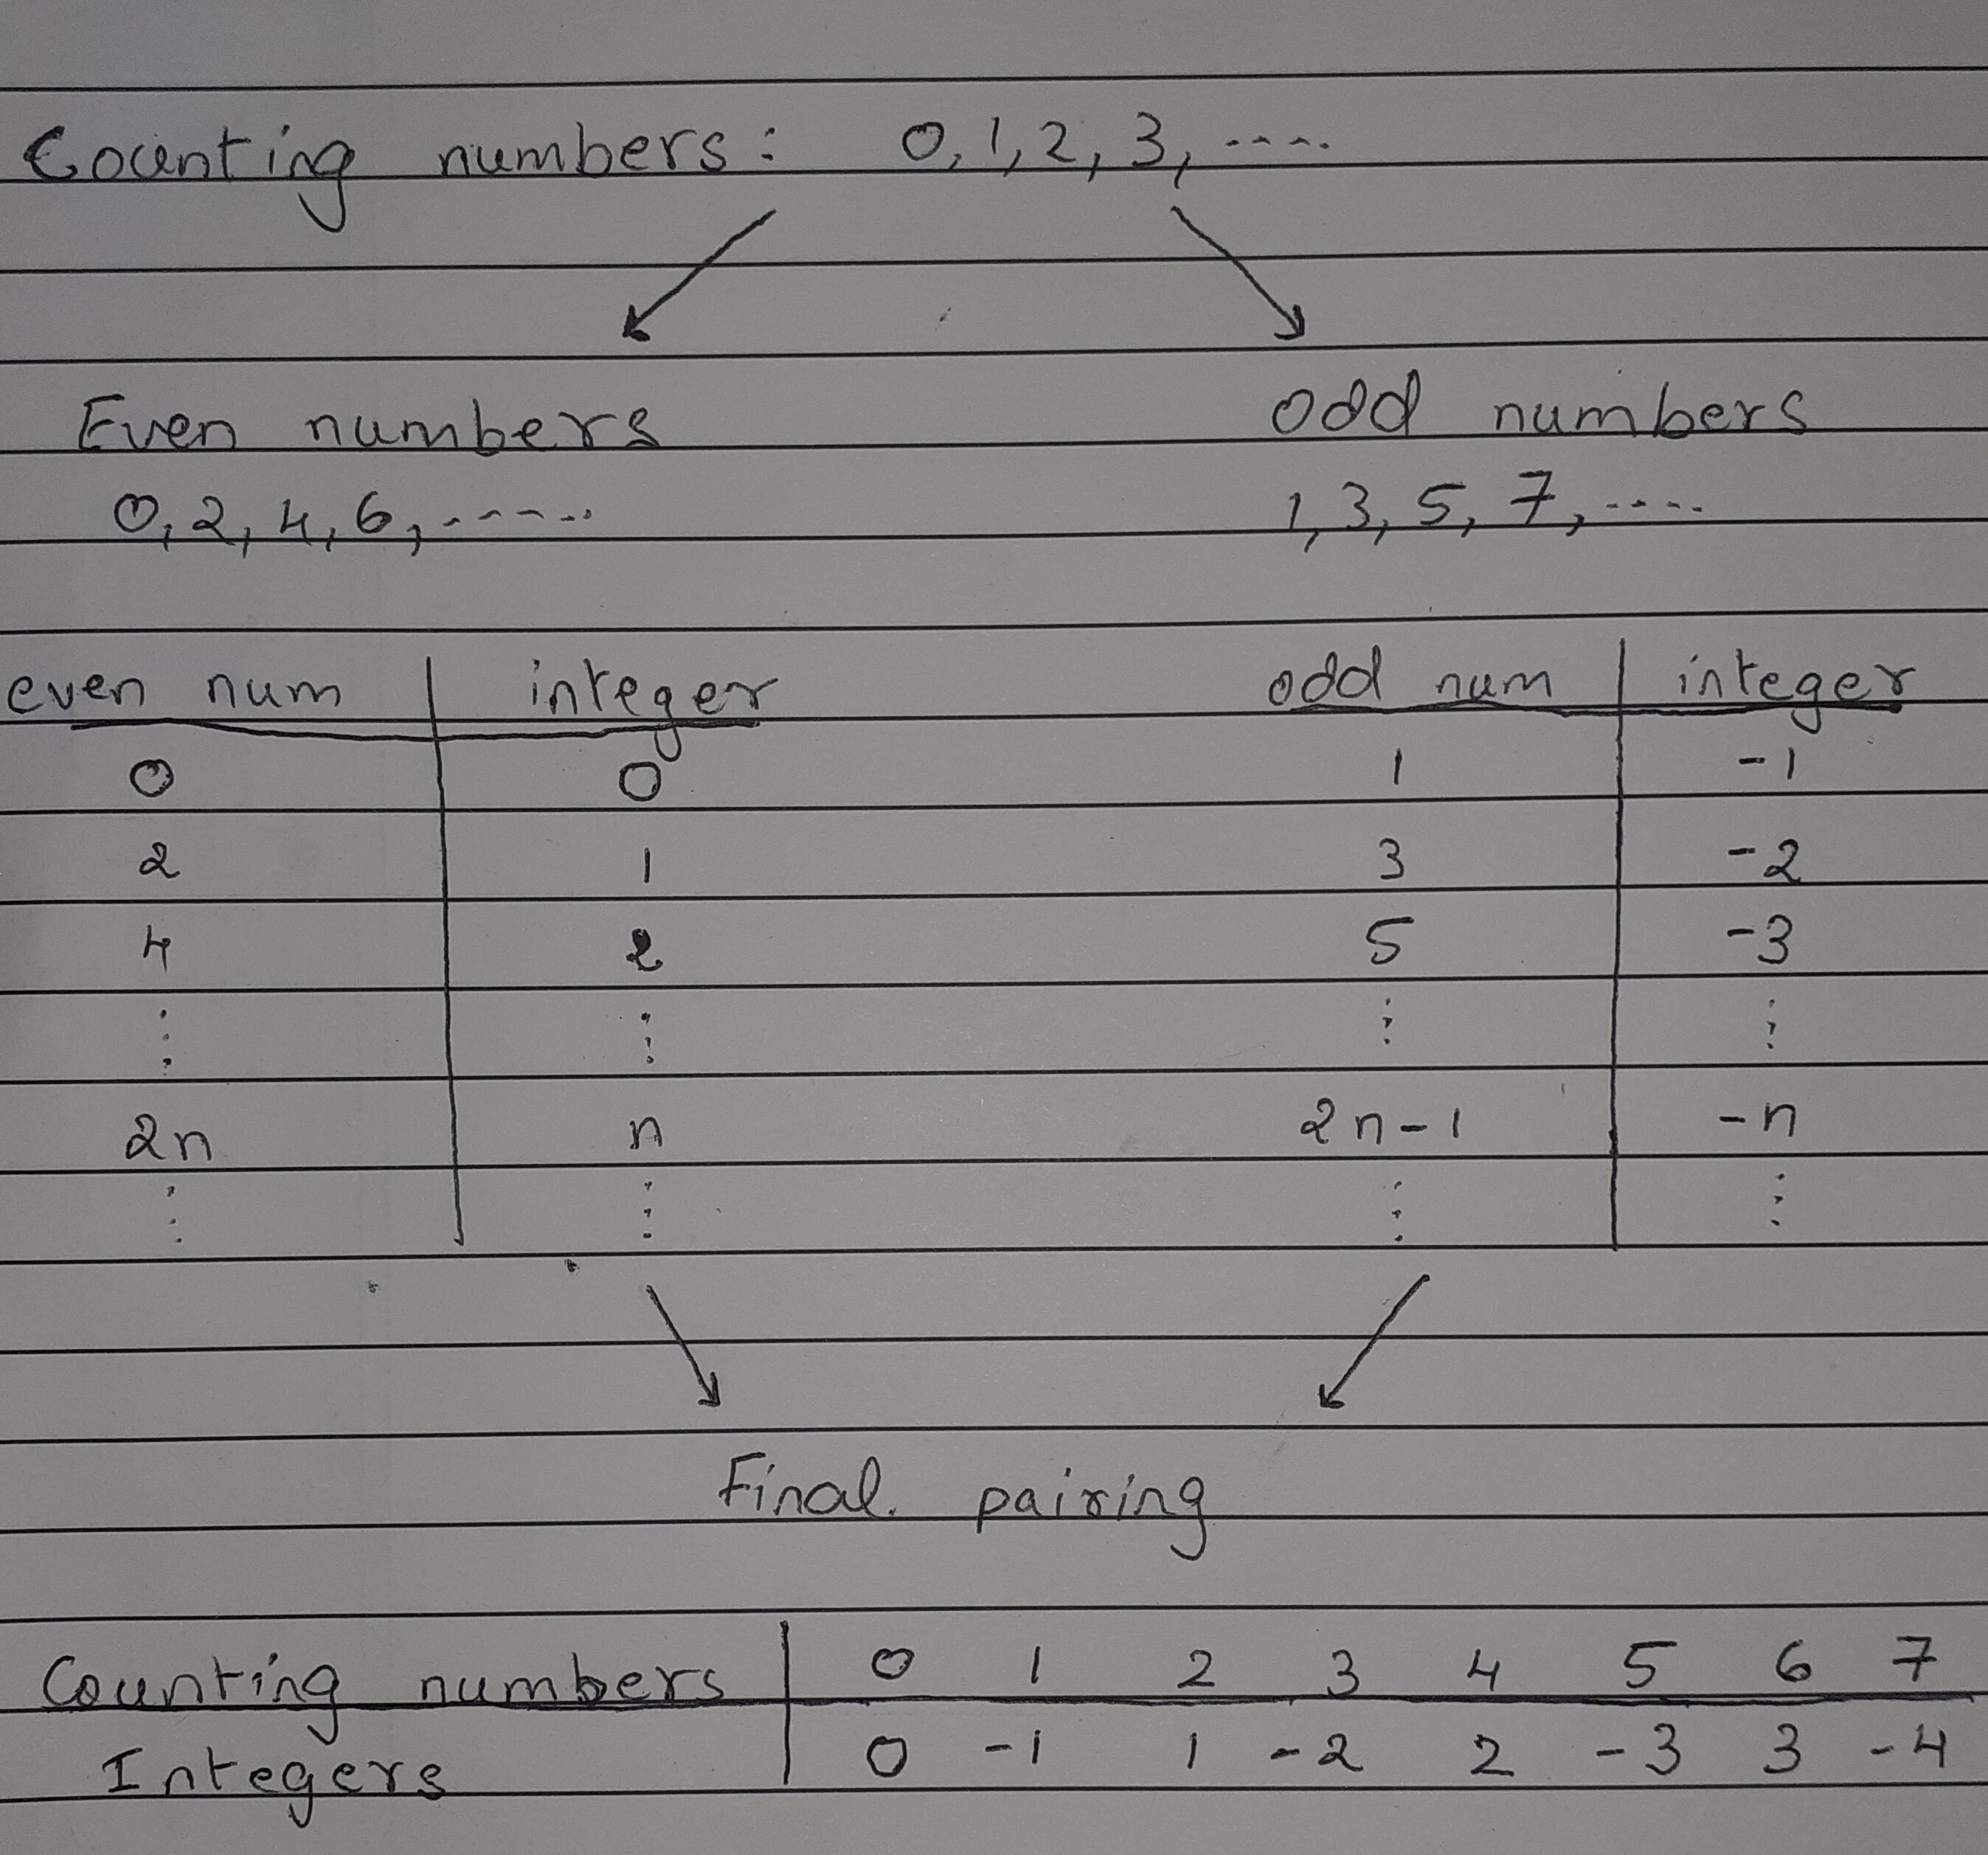 Counting numbers: 0, 1, 2, 3, ....
Even numbers odd numbers
0, 2, 4, 6, ..... 1, 3, 5, 7, ....
even num integer odd num integer
0 0 1 -1
2 1 3 -2
4 2 5 -3
⋮ ⋮ ⋮ ⋮
2n n 2n-1 -n
⋮ ⋮ ⋮ ⋮
Final. pairing
Counting numbers 0 1 2 3 4 5 6 7
Integers 0 -1 1 -2 2 -3 3 -4